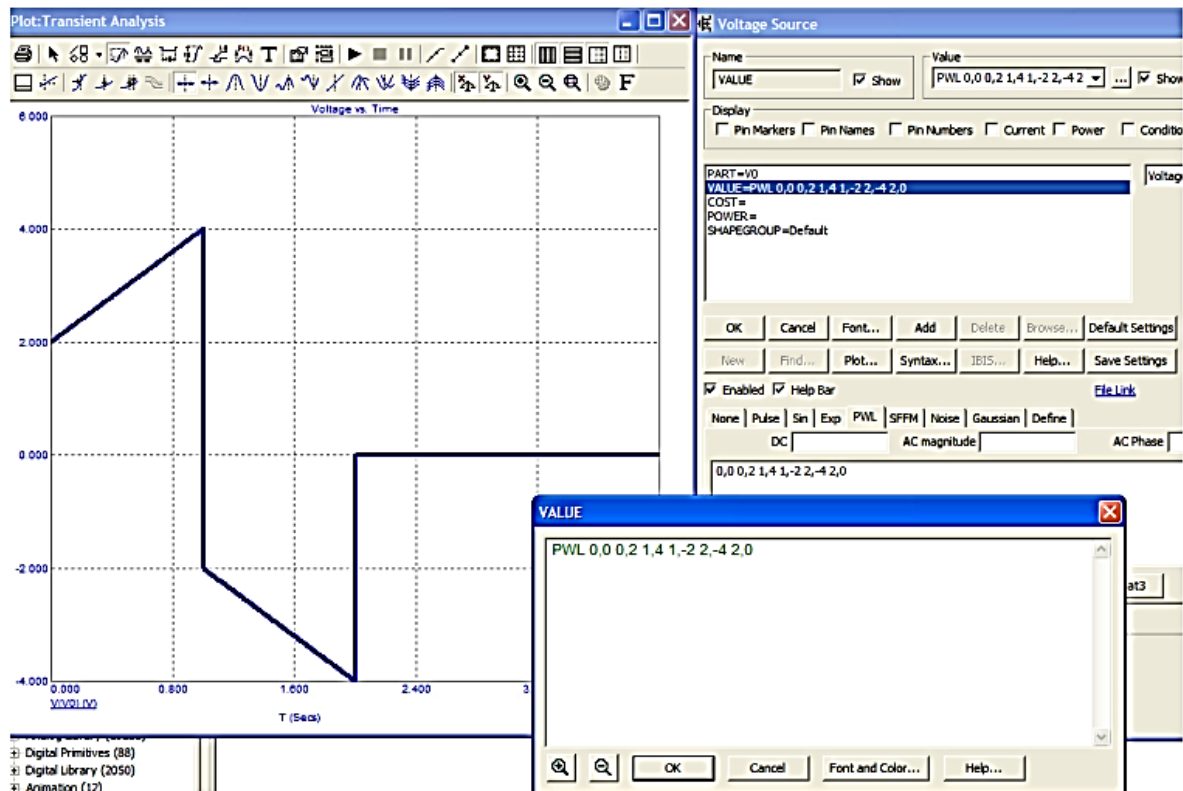 Plot:Transient Analysis
T
F
Voltage vs. Time
6.000
4.000
2.000
0.000
-2.000
-4.000
0.000 0.800 1.600 2.400 3.
V(V0) (V)
T (Secs)
Digital Primitives (88)
Digital Library (2050)
Animation (12)
Voltage Source
Name
VALUE
Show
Value
PWL 0,0 0,2 1,4 1,-2 2,-4 2
...
Show
Display
Pin Markers Pin Names Pin Numbers Current Power Conditio
PART=V0
VALUE=PWL 0,0 0,2 1,4 1,-2 2,-4 2,0
COST=
POWER=
SHAPEGROUP=Default
Voltag
OK Cancel Font... Add Delete Browse... Default Settings
New Find... Plot... Syntax... IBIS... Help... Save Settings
Enabled Help Bar File Link
None Pulse Sin Exp PWL SFFM Noise Gaussian Define
DC AC magnitude AC Phase
0,0 0,2 1,4 1,-2 2,-4 2,0
at3
VALUE
PWL 0,0 0,2 1,4 1,-2 2,-4 2,0
OK Cancel Font and Color... Help...